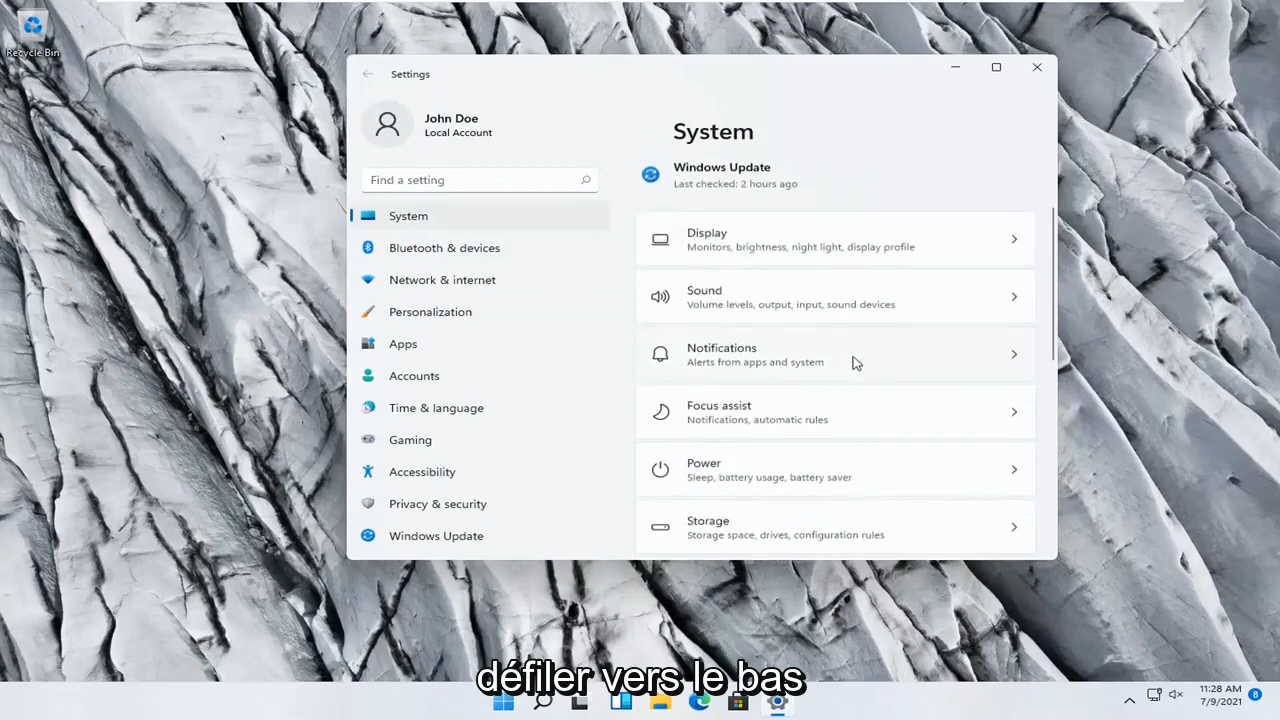 Recycle Bin
Settings
John Doe
Local Account
Find a setting
System
Bluetooth & devices
Network & internet
Personalization
Apps
Accounts
Time & language
Gaming
Accessibility
Privacy & security
Windows Update
System
Windows Update
Last checked: 2 hours ago
Display
Monitors, brightness, night light, display profile
Sound
Volume levels, output, input, sound devices
Notifications
Alerts from apps and system
Focus assist
Notifications, automatic rules
Power
Sleep, battery usage, battery saver
Storage
Storage space, drives, configuration rules
défiler vers le bas
11:28 AM
7/9/2021
8